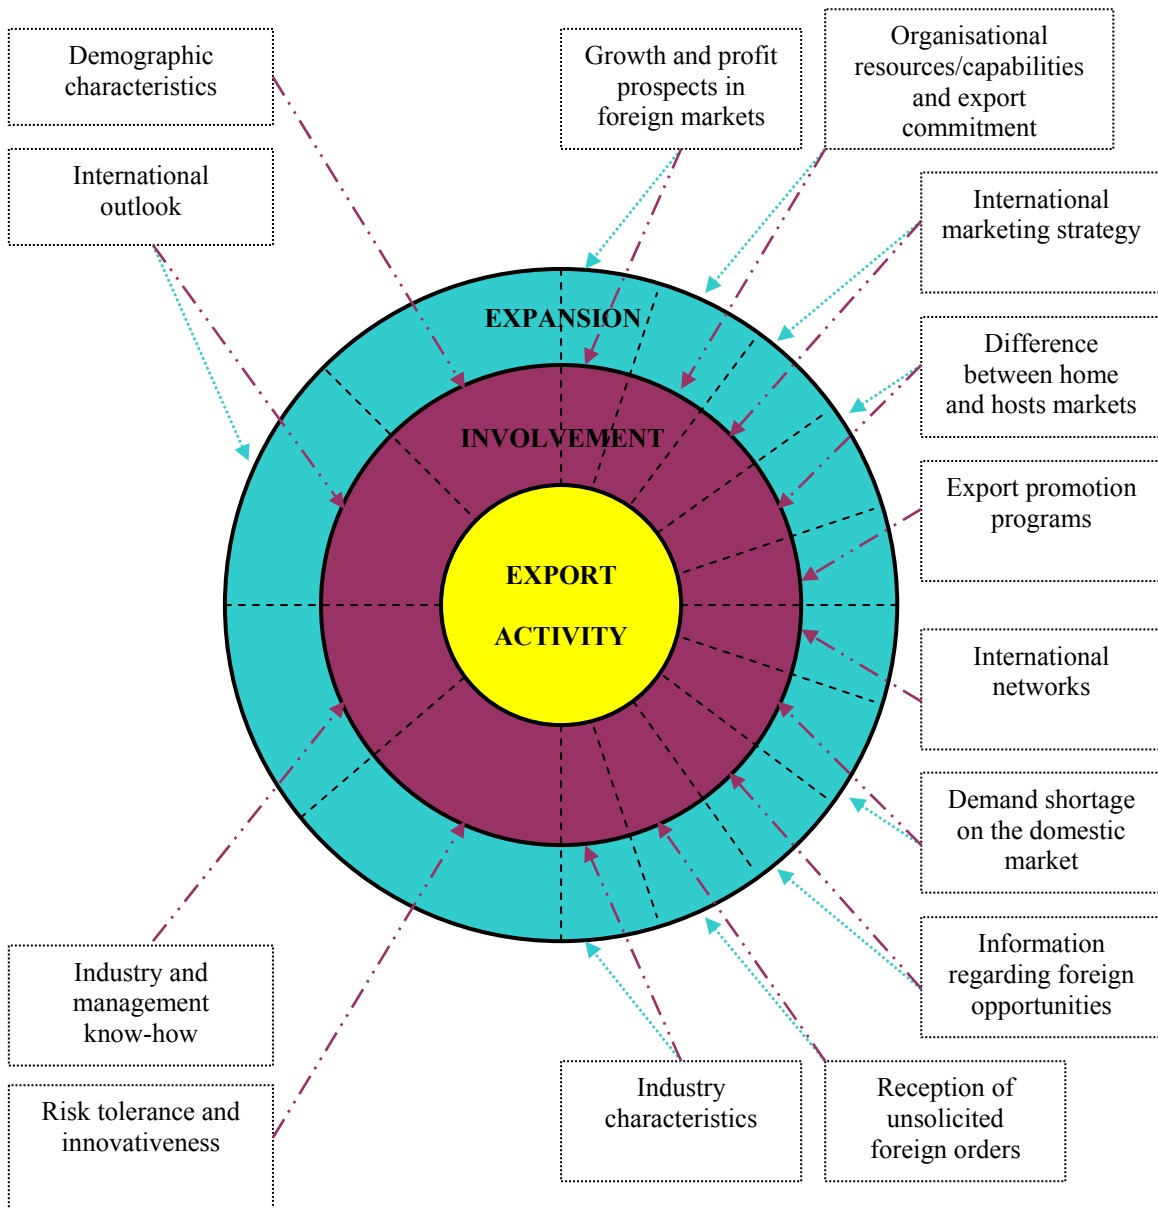 Demographic
characteristics
Growth and profit
prospects in
foreign markets
Organisational
resources/capabilities
and export
commitment
International
outlook
International
marketing strategy
EXPANSION
Difference
between home
and hosts markets
INVOLVEMENT
Export promotion
programs
EXPORT
ACTIVITY
International
networks
Demand shortage
on the domestic
market
Industry and
management
know-how
Information
regarding foreign
opportunities
Risk tolerance and
innovativeness
Industry
characteristics
Reception of
unsolicited
foreign orders